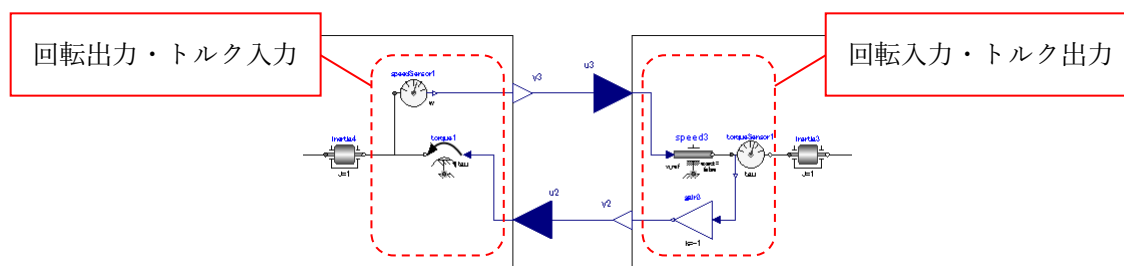 回転出力・トルク入力
回転入力・トルク出力
speedSensor1
w
y3
u3
inertia4
J=1
torque1
tau
speed3
w_ref
exact=
false
torqueSensor1
tau
inertia3
J=1
u2
y2
gain3
k=-1